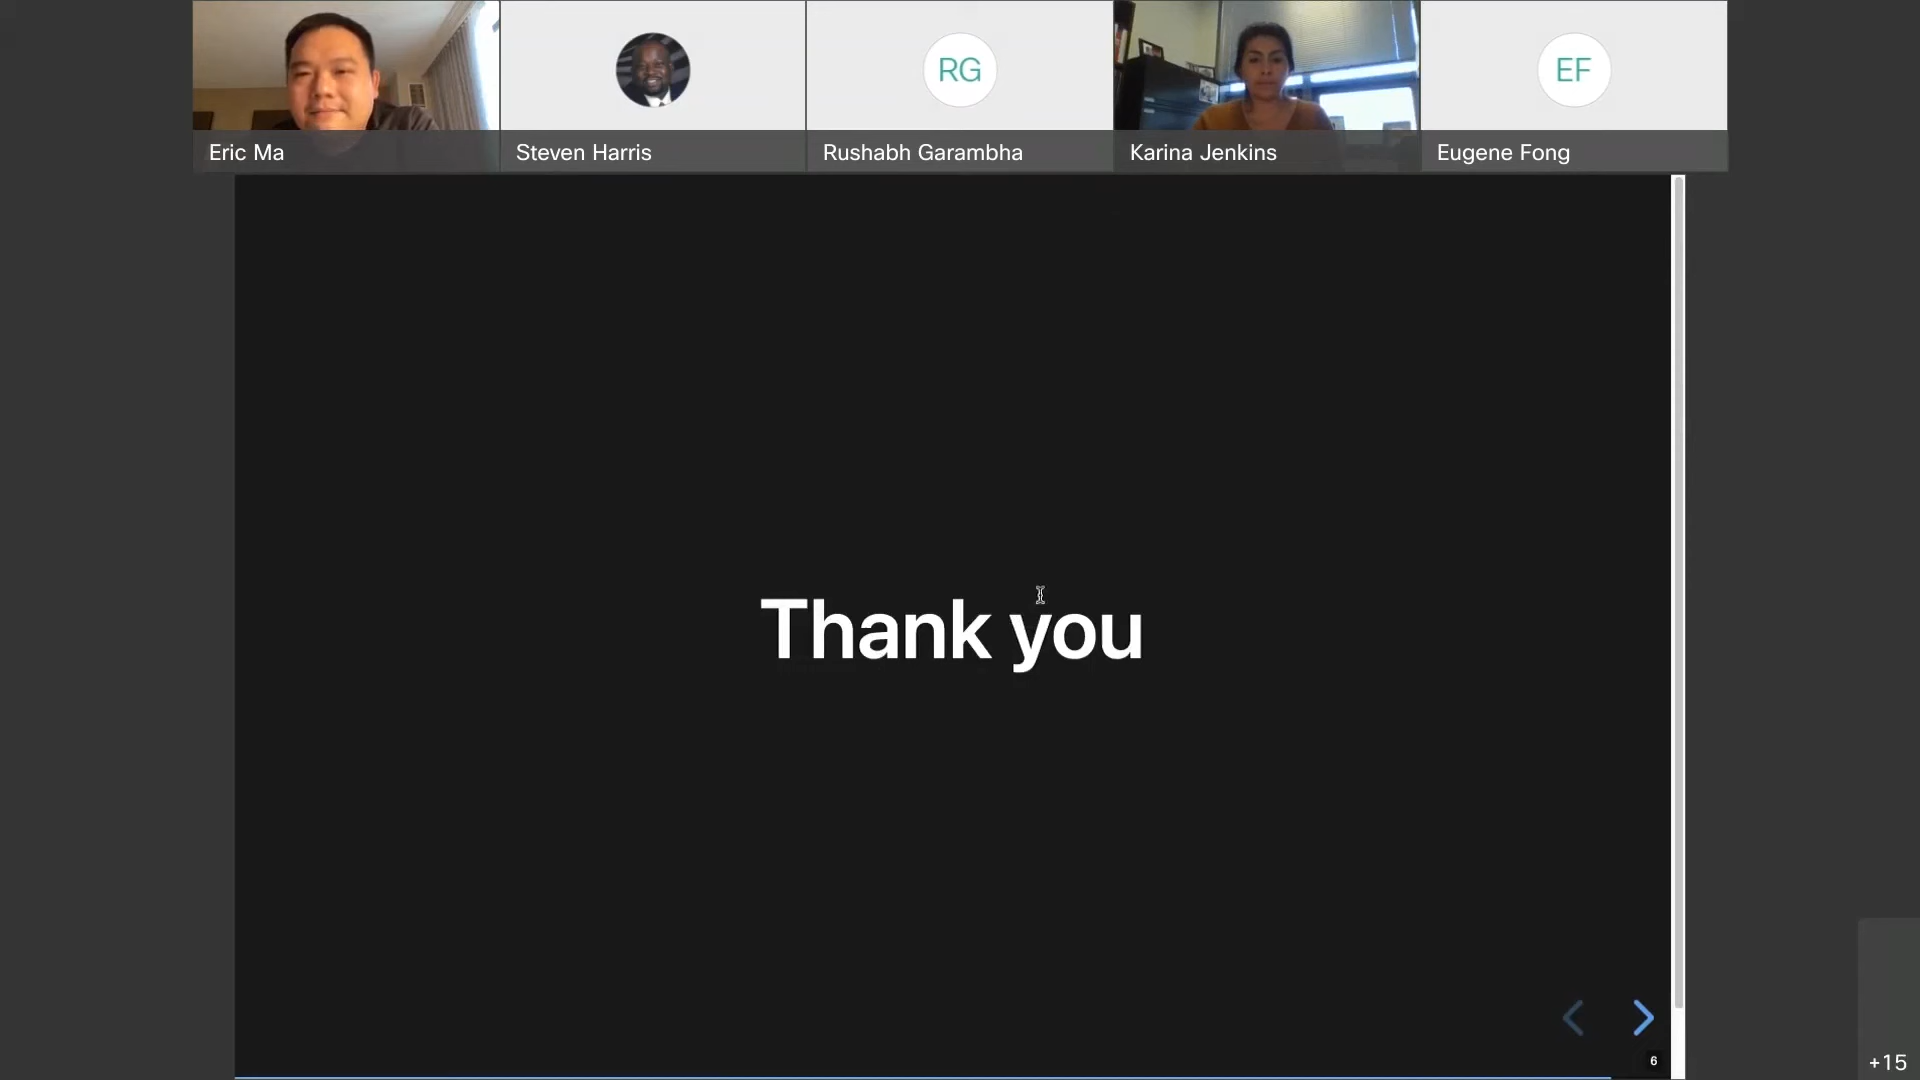 RG
EF
Eric Ma
Steven Harris
Rushabh Garambha
Karina Jenkins
Eugene Fong
Thank you
6
+15